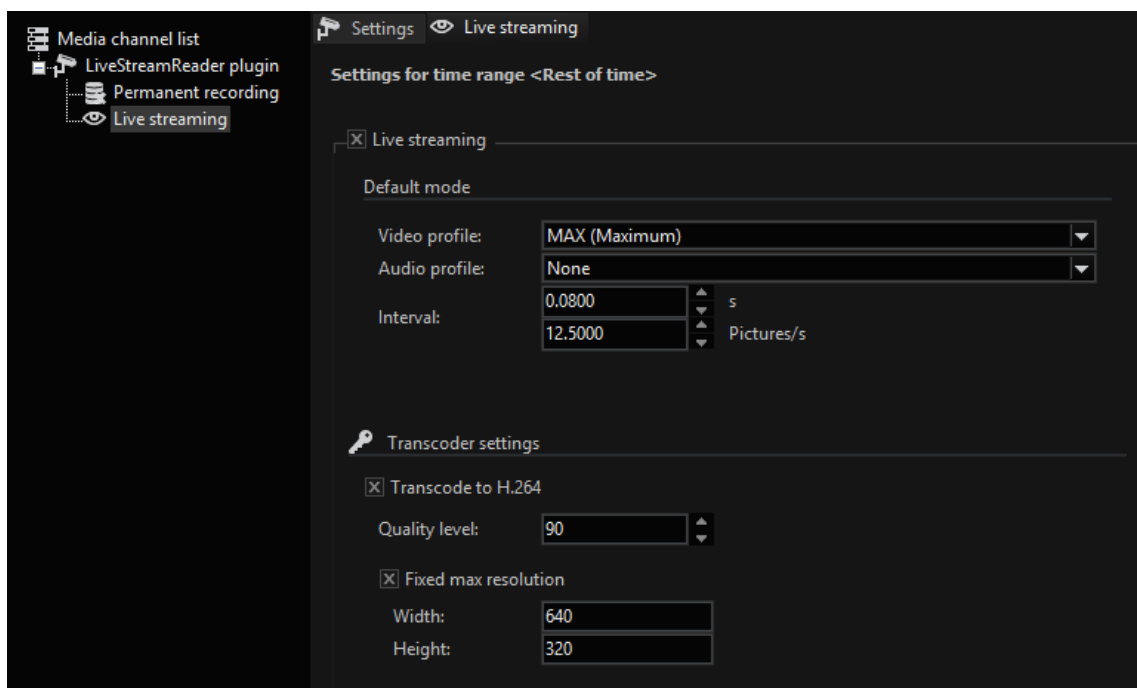 Media channel list
LiveStreamReader plugin
Permanent recording
Live streaming
Settings Live streaming
Settings for time range <Rest of time>
Live streaming
Default mode
Video profile: MAX (Maximum)
Audio profile: None
Interval: 0.0800 s
12.5000 Pictures/s
Transcoder settings
Transcode to H.264
Quality level: 90
Fixed max resolution
Width: 640
Height: 320